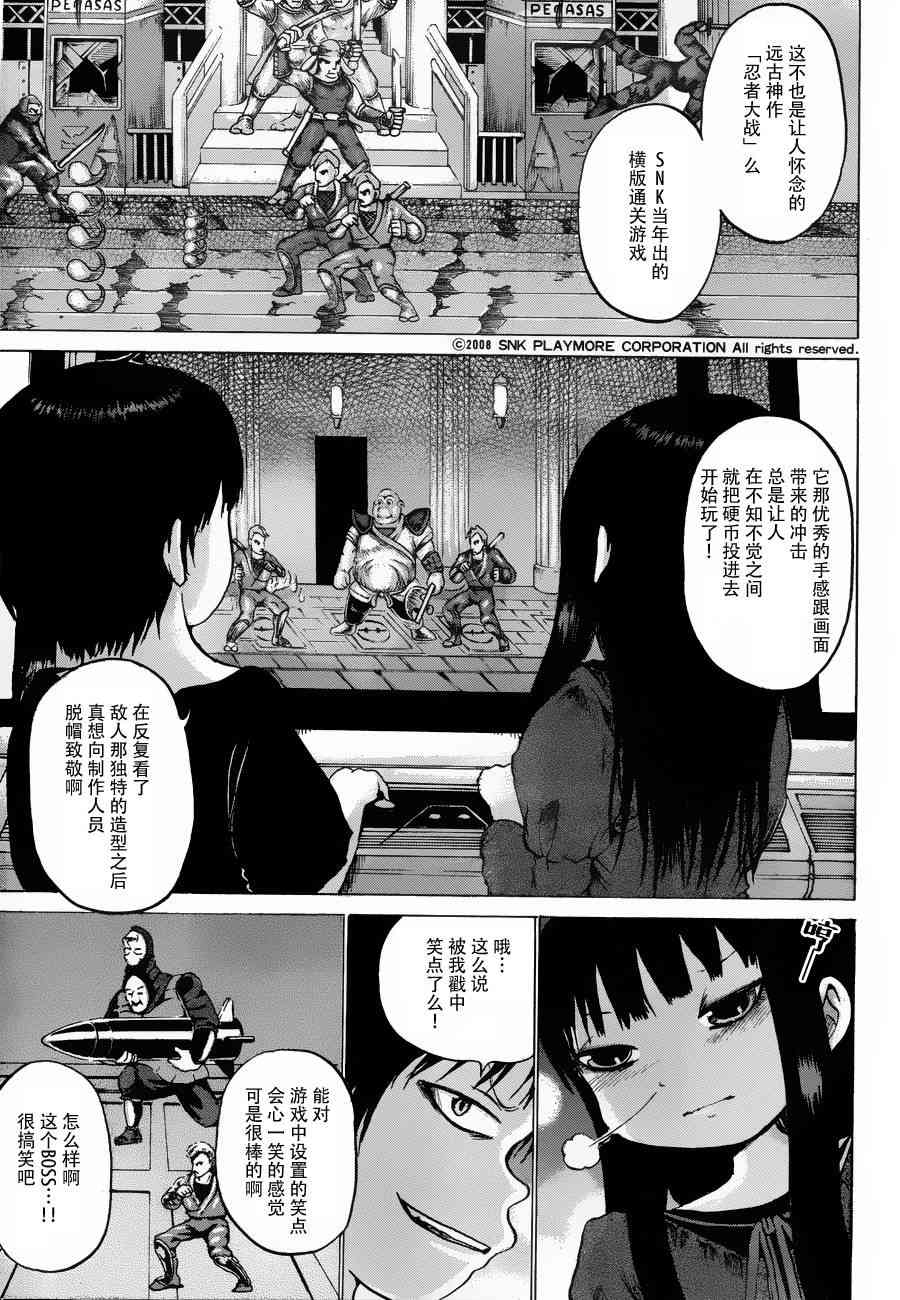 PEGASAS
PEGASAS
这不也是让人怀念的
远古神作
「忍者大战」么
SNK当年出的
横版通关游戏
©2008 SNK PLAYMORE CORPORATION All rights reserved.
它那优秀的手感跟画面
带来的冲击
总是让人
在不知不觉之间
就把硬币投进去
开始玩了！
在反复看了
敌人那独特的造型之后
真想向制作人员
脱帽致敬啊
哼
哦…
这么说
被我戳中
笑点了么！
能对
游戏中设置的笑点
会心一笑的感觉
可是很棒的啊
怎么样啊
这个BOSS…!!
很搞笑吧